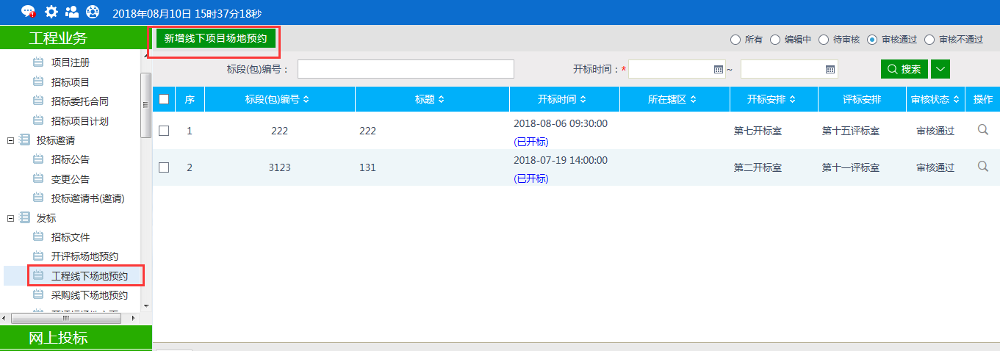 2018年08月10日 15时37分18秒
工程业务
项目注册
招标项目
招标委托合同
招标项目计划
投标邀请
招标公告
变更公告
投标邀请书(邀请)
发标
招标文件
开评标场地预约
工程线下场地预约
采购线下场地预约
网上投标
新增线下项目场地预约
所有 编辑中 待审核 审核通过 审核不通过
标段(包)编号： 开标时间：* ~ 搜索
序 标段(包)编号 标题 开标时间 所在辖区 开标安排 评标安排 审核状态 操作
1 222 222 2018-08-06 09:30:00 (已开标) 第七开标室 第十五评标室 审核通过
2 3123 131 2018-07-19 14:00:00 (已开标) 第二开标室 第十一评标室 审核通过